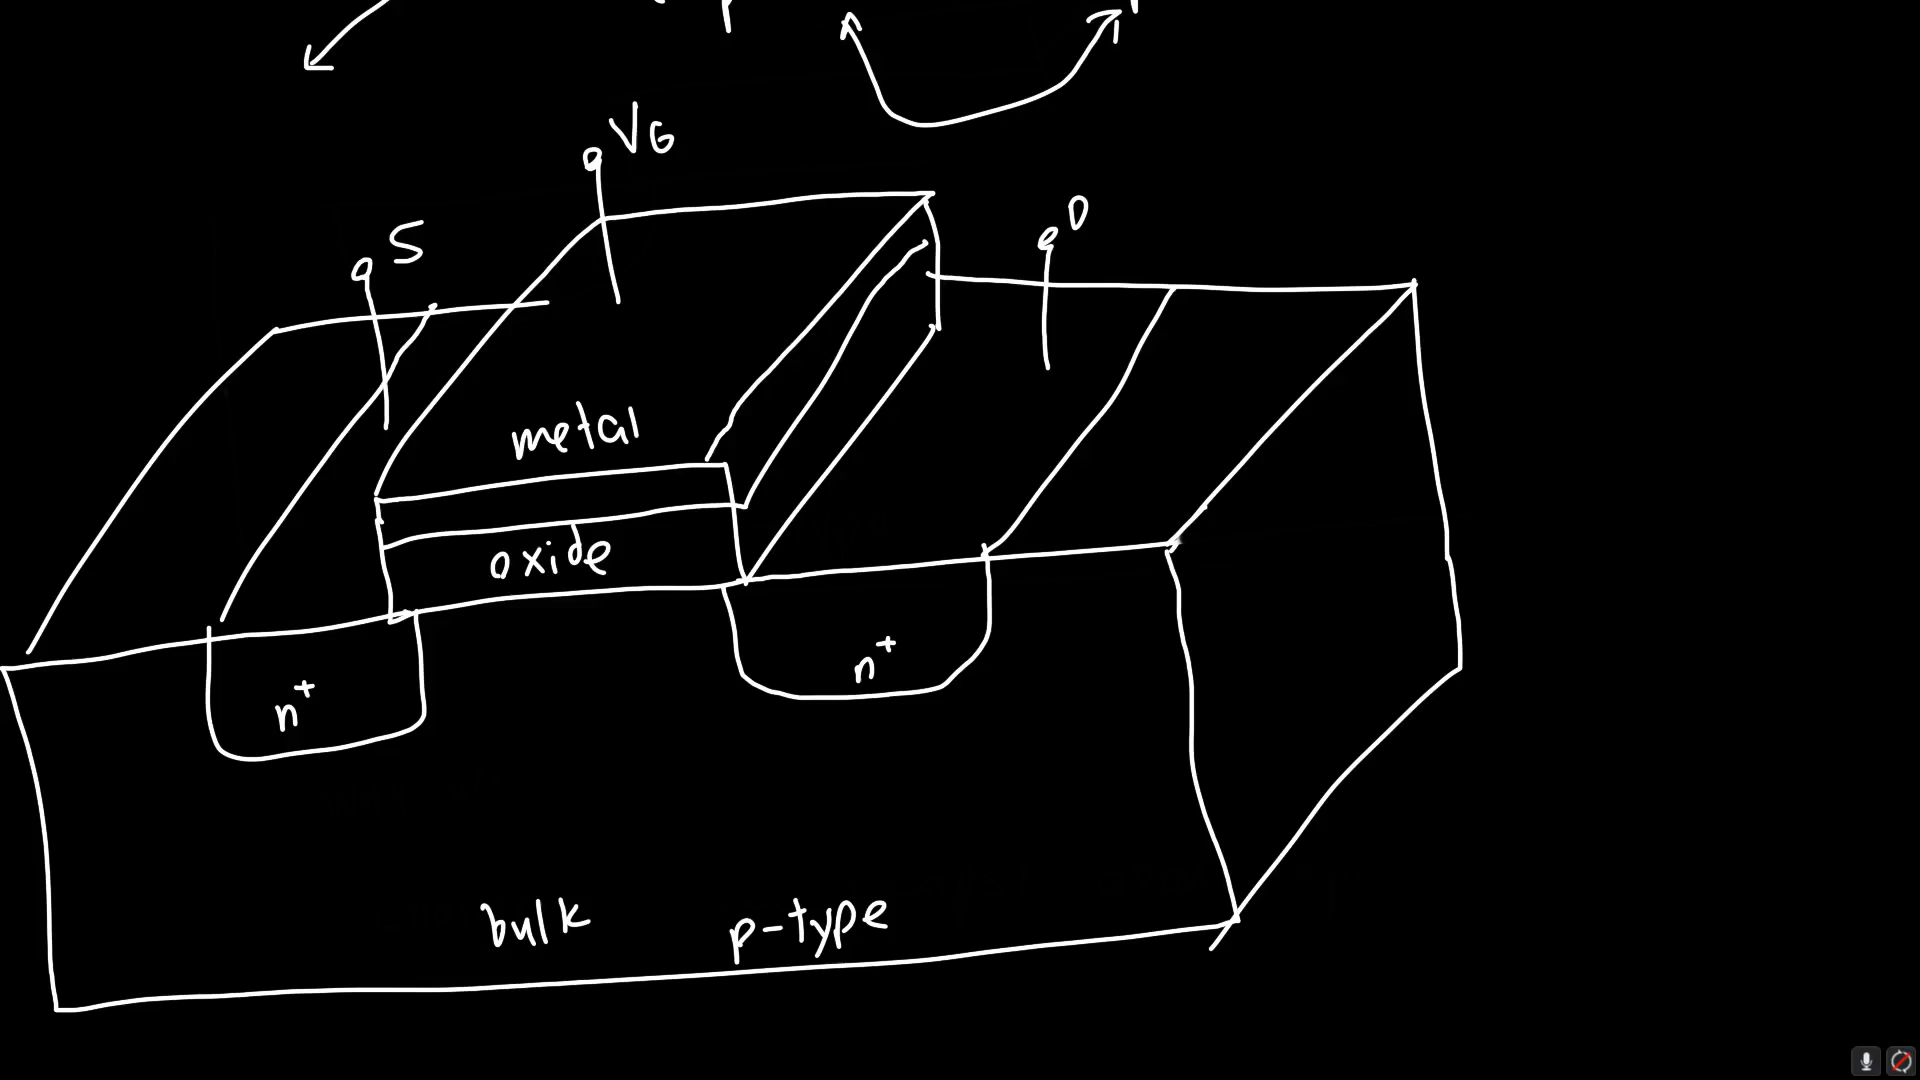 VG
S
D
metal
oxide
n+
n+
bulk p-type